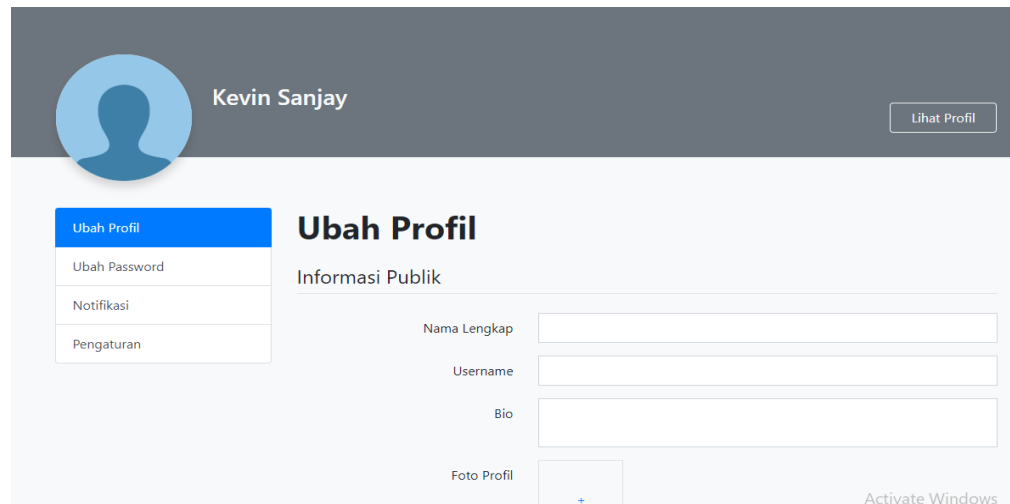 Kevin Sanjay
Lihat Profil
Ubah Profil
Ubah Password
Notifikasi
Pengaturan
Ubah Profil
Informasi Publik
Nama Lengkap
Username
Bio
Foto Profil
+
Activate Windows